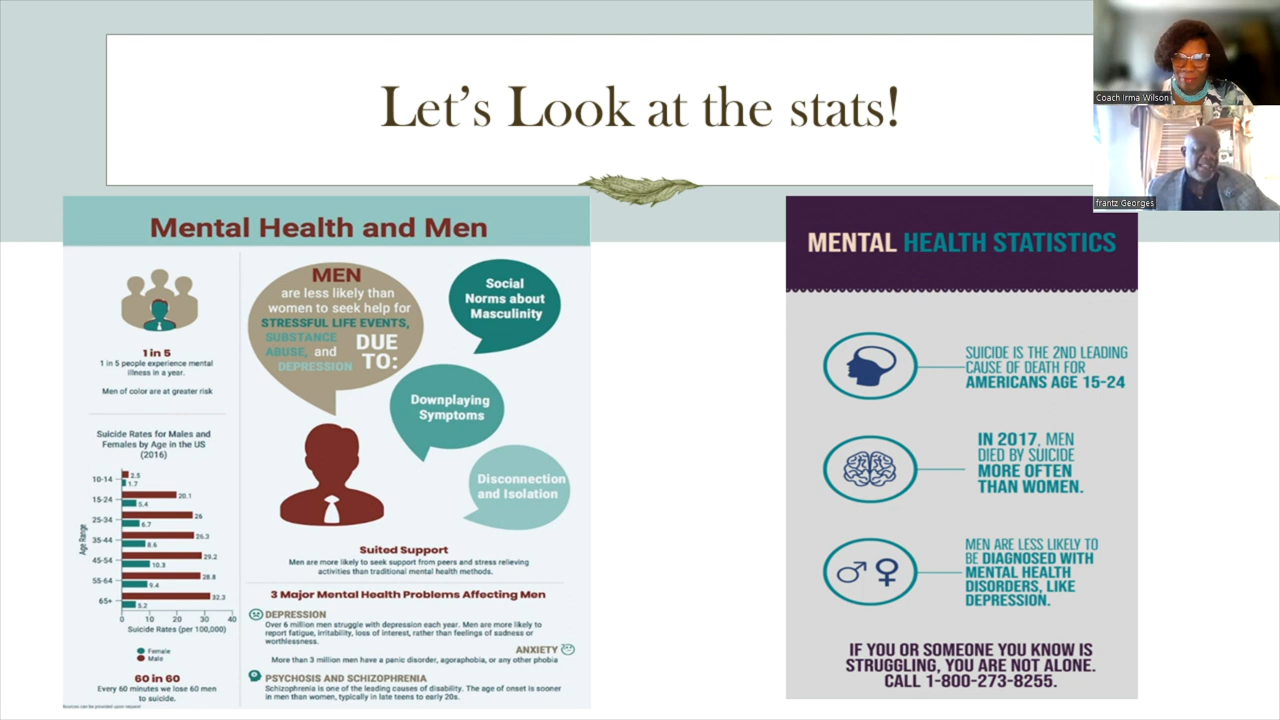 Let's Look at the stats!
Coach Irma Wilson
frantz Georges
Mental Health and Men
1 in 5
1 in 5 people experience mental
illness in a year.
Men of color are at greater risk
Suicide Rates for Males and
Females by Age in the US
(2016)
Age Range
10-14
2.5
1.7
15-24
20.1
5.4
25-34
26
6.7
35-44
26.3
8.6
45-54
29.2
10.3
55-64
28.8
9.4
65+
32.3
5.2
0 10 20 30 40
Suicide Rates (per 100,000)
Female
Male
60 in 60
Every 60 minutes we lose 60 men
to suicide.
Sources can be provided upon request
MEN
are less likely than
women to seek help for
STRESSFUL LIFE EVENTS,
SUBSTANCE
ABUSE, and
DEPRESSION
DUE
TO:
Social
Norms about
Masculinity
Downplaying
Symptoms
Disconnection
and Isolation
Suited Support
Men are more likely to seek support from peers and stress relieving
activities than traditional mental health methods.
3 Major Mental Health Problems Affecting Men
DEPRESSION
Over 6 million men struggle with depression each year. Men are more likely to
report fatigue, irritability, loss of interest, rather than feelings of sadness or
worthlessness.
ANXIETY
More than 3 million men have a panic disorder, agoraphobia, or any other phobia
PSYCHOSIS AND SCHIZOPHRENIA
Schizophrenia is one of the leading causes of disability. The age of onset is sooner
in men than women, typically in late teens to early 20s.
MENTAL HEALTH STATISTICS
SUICIDE IS THE 2ND LEADING
CAUSE OF DEATH FOR
AMERICANS AGE 15-24
IN 2017, MEN
DIED BY SUICIDE
MORE OFTEN
THAN WOMEN.
MEN ARE LESS LIKELY TO
BE DIAGNOSED WITH
MENTAL HEALTH
DISORDERS, LIKE
DEPRESSION.
IF YOU OR SOMEONE YOU KNOW IS
STRUGGLING, YOU ARE NOT ALONE.
CALL 1-800-273-8255.